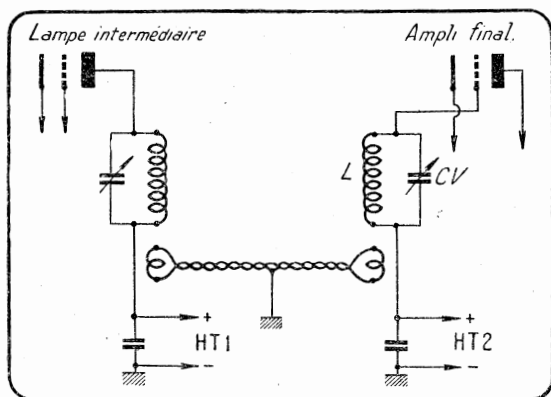 Lampe intermédiaire
Ampli final.
L
CV
+
HT1
-
+
HT2
-